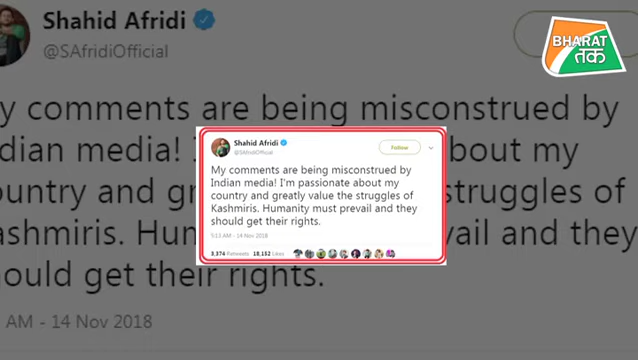 Shahid Afridi
@SAfridiOfficial
BHARAT
तक
y comments are being misconstrued by
ndian media! I
bout my
ountry and gre
struggles of
ashmiris. Hum
vail and they
hould get their rights.
AM - 14 Nov 2018
Shahid Afridi
@SAfridiOfficial
Follow
My comments are being misconstrued by
Indian media! I'm passionate about my
country and greatly value the struggles of
Kashmiris. Humanity must prevail and they
should get their rights.
5:13 AM - 14 Nov 2018
3,374 Retweets 18,152 Likes